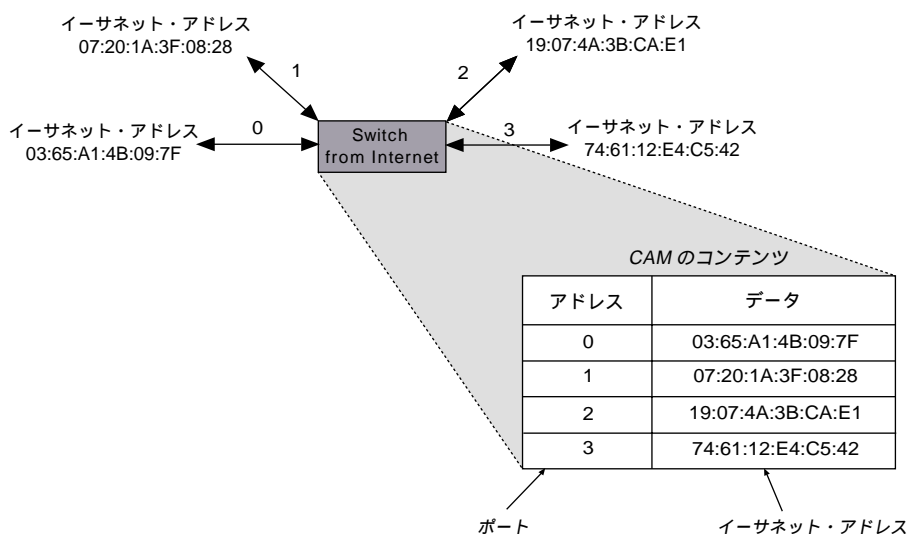 イーサネット・アドレス
07:20:1A:3F:08:28
イーサネット・アドレス
19:07:4A:3B:CA:E1
1
2
イーサネット・アドレス
03:65:A1:4B:09:7F
0
Switch
from Internet
3
イーサネット・アドレス
74:61:12:E4:C5:42
CAM のコンテンツ
アドレス データ
0 03:65:A1:4B:09:7F
1 07:20:1A:3F:08:28
2 19:07:4A:3B:CA:E1
3 74:61:12:E4:C5:42
ポート
イーサネット・アドレス